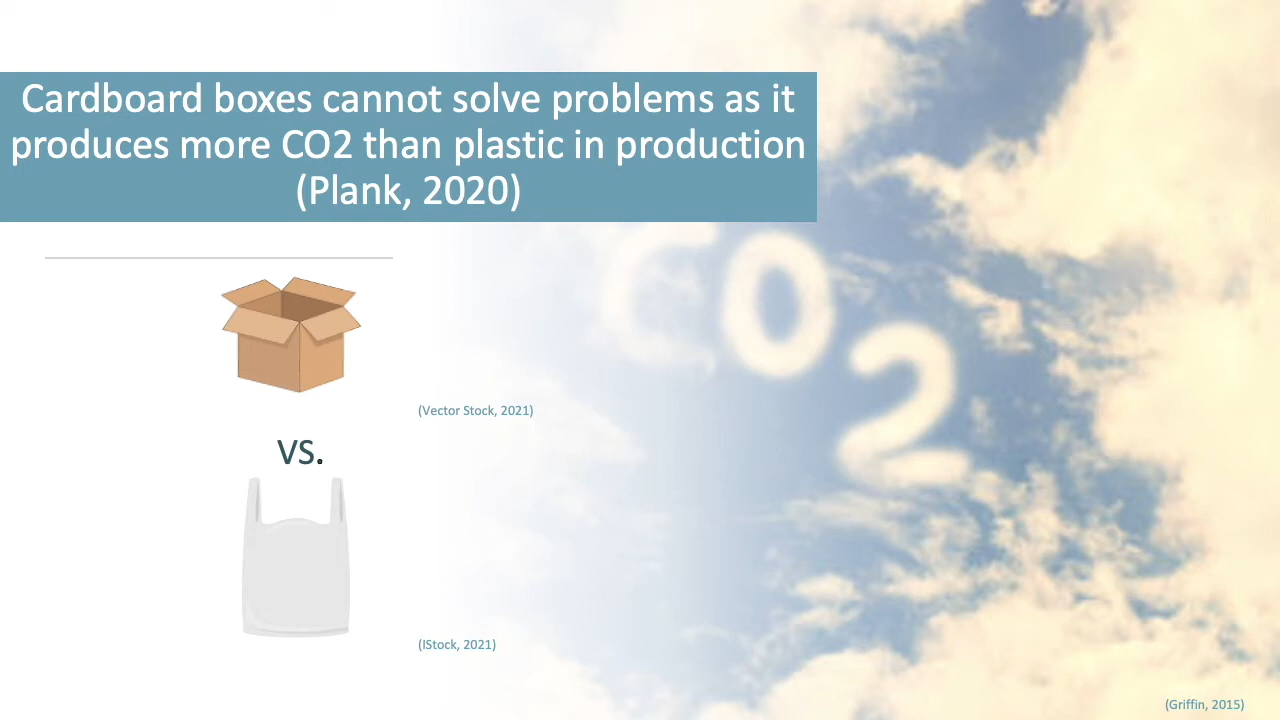 Cardboard boxes cannot solve problems as it
produces more CO2 than plastic in production
(Plank, 2020)
CO2
(Vector Stock, 2021)
VS.
(IStock, 2021)
(Griffin, 2015)